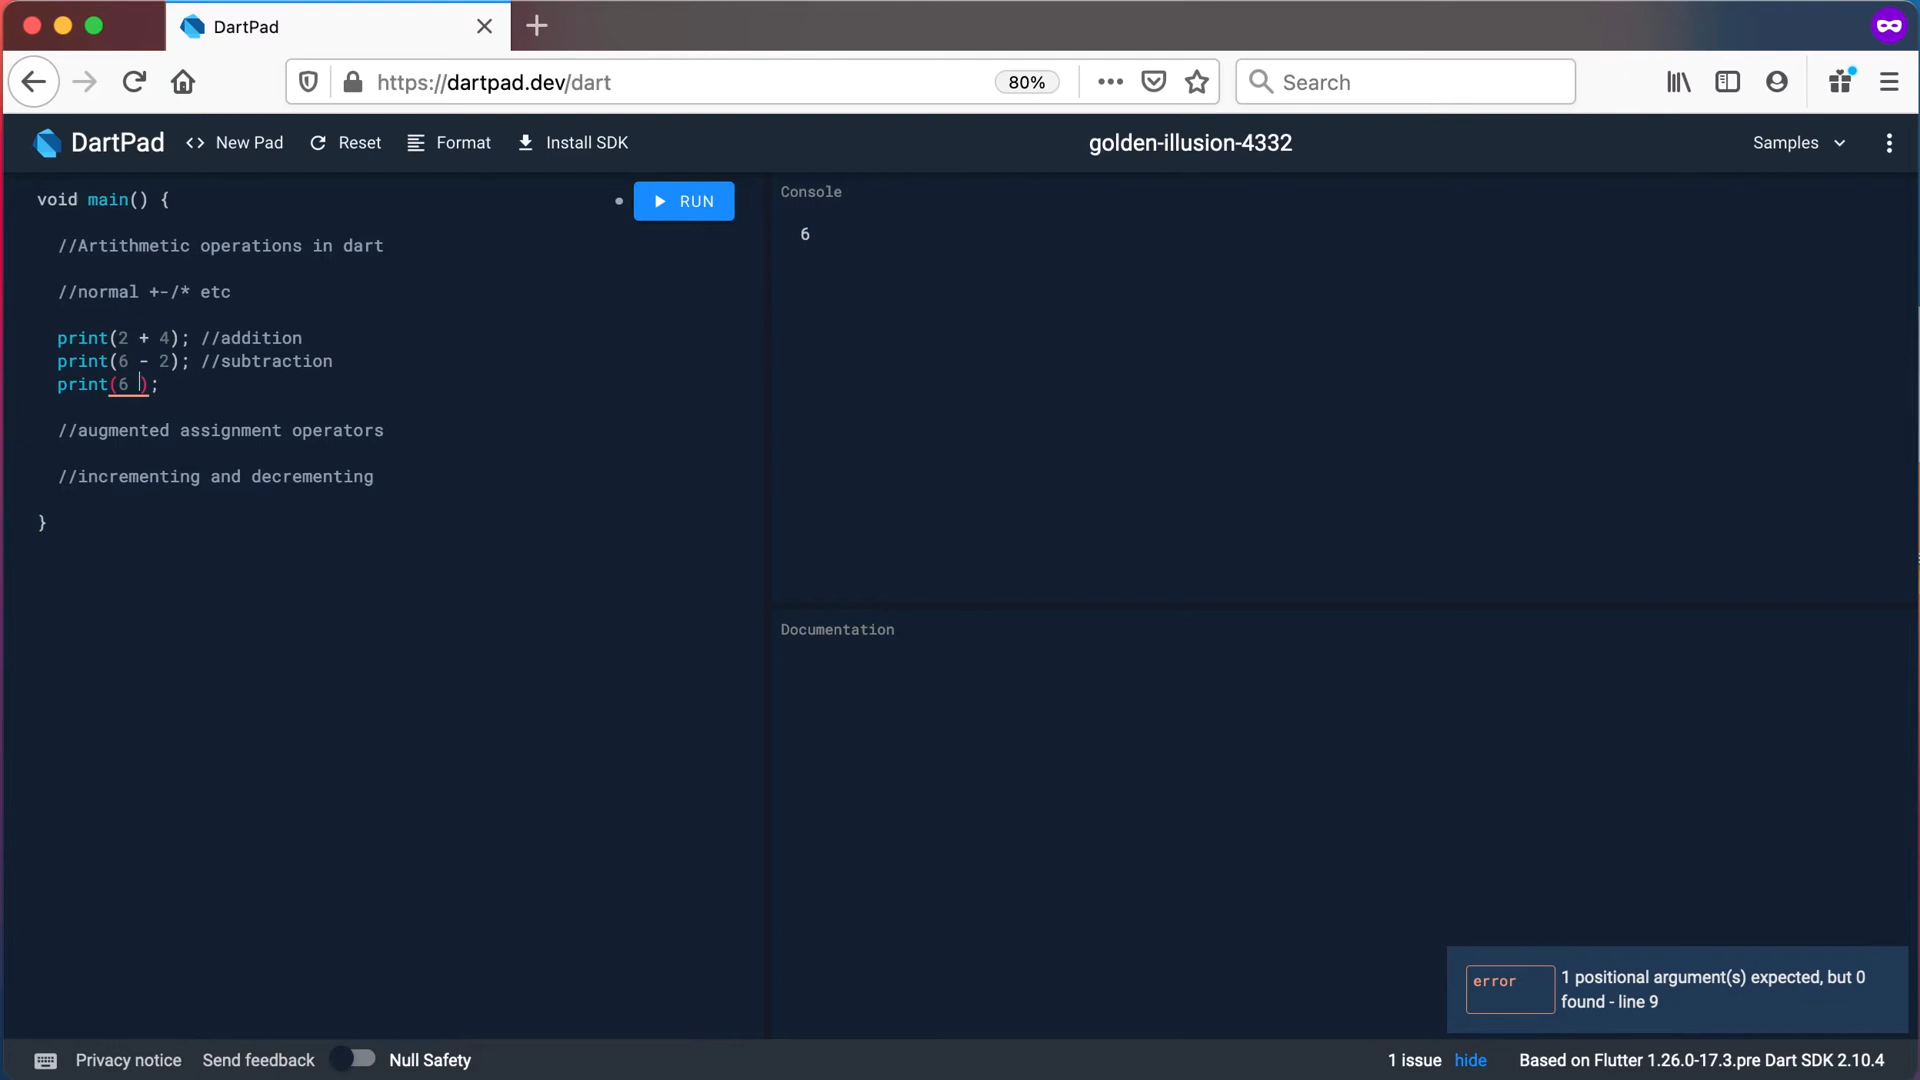 DartPad
https://dartpad.dev/dart
80%
Search
DartPad
New Pad
Reset
Format
Install SDK
golden-illusion-4332
Samples
void main() {
RUN
Console
6
//Artithmetic operations in dart
//normal +-/* etc
print(2 + 4); //addition
print(6 - 2); //subtraction
print(6 );
//augmented assignment operators
//incrementing and decrementing
}
Documentation
error
1 positional argument(s) expected, but 0
found - line 9
Privacy notice
Send feedback
Null Safety
1 issue
hide
Based on Flutter 1.26.0-17.3.pre Dart SDK 2.10.4